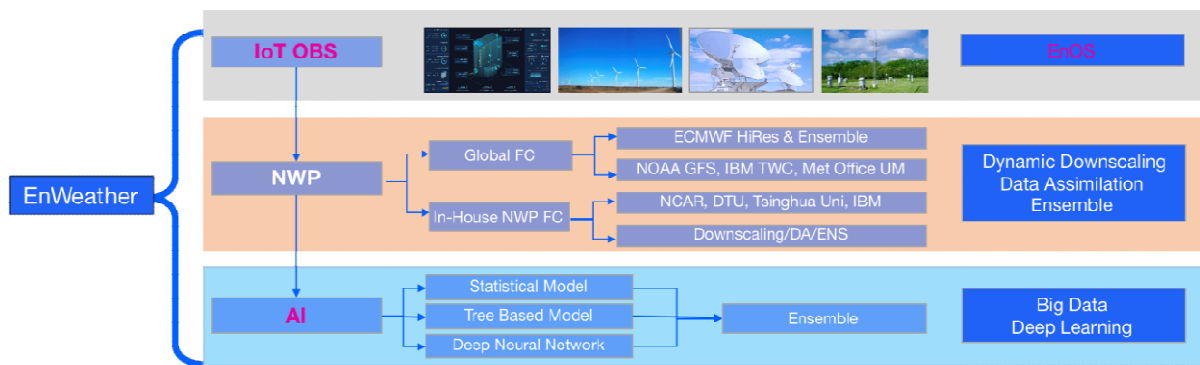 EnWeather
IoT OBS
EnOS
NWP
Global FC
ECMWF HiRes & Ensemble
NOAA GFS, IBM TWC, Met Office UM
In-House NWP FC
NCAR, DTU, Tsinghua Uni, IBM
Downscaling/DA/ENS
Dynamic Downscaling
Data Assimilation
Ensemble
AI
Statistical Model
Tree Based Model
Deep Neural Network
Ensemble
Big Data
Deep Learning